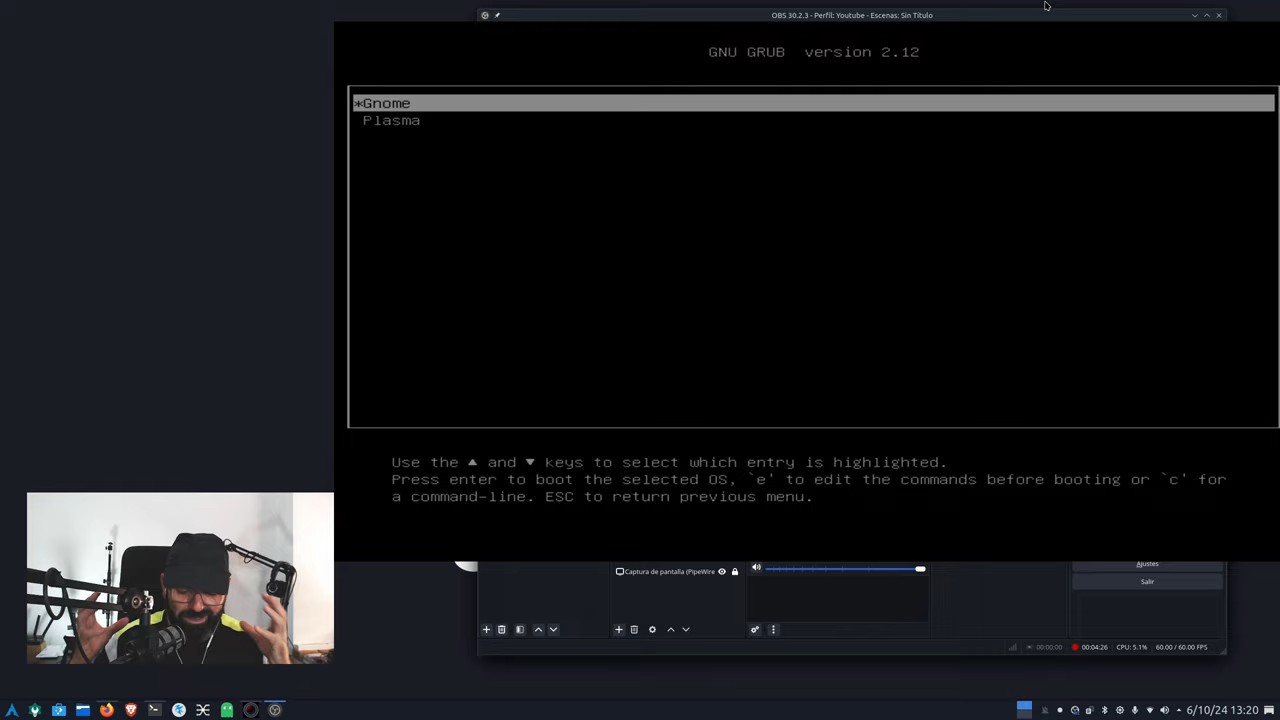 OBS 30.2.3 - Perfil: Youtube - Escenas: Sin Título
GNU GRUB version 2.12
*Gnome
Plasma
Use the ▲ and ▼ keys to select which entry is highlighted.
Press enter to boot the selected OS, `e' to edit the commands before booting or `c' for
a command-line. ESC to return previous menu.
Ajustes
Captura de pantalla (PipeWire
Salir
00:00:00
00:04:26
CPU: 5.1%
60.00 / 60.00 FPS
6/10/24 13:20